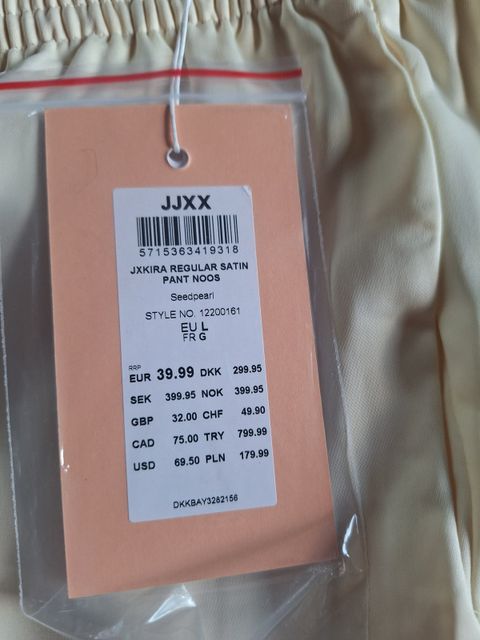 JJXX
5715363419318
JXKIRA REGULAR SATIN
PANT NOOS
Seedpearl
STYLE NO. 12200161
EU L
FR G
RRP
EUR 39.99 DKK 299.95
SEK 399.95 NOK 399.95
GBP 32.00 CHF 49.90
CAD 75.00 TRY 799.99
USD 69.50 PLN 179.99
DKKBAY3282156